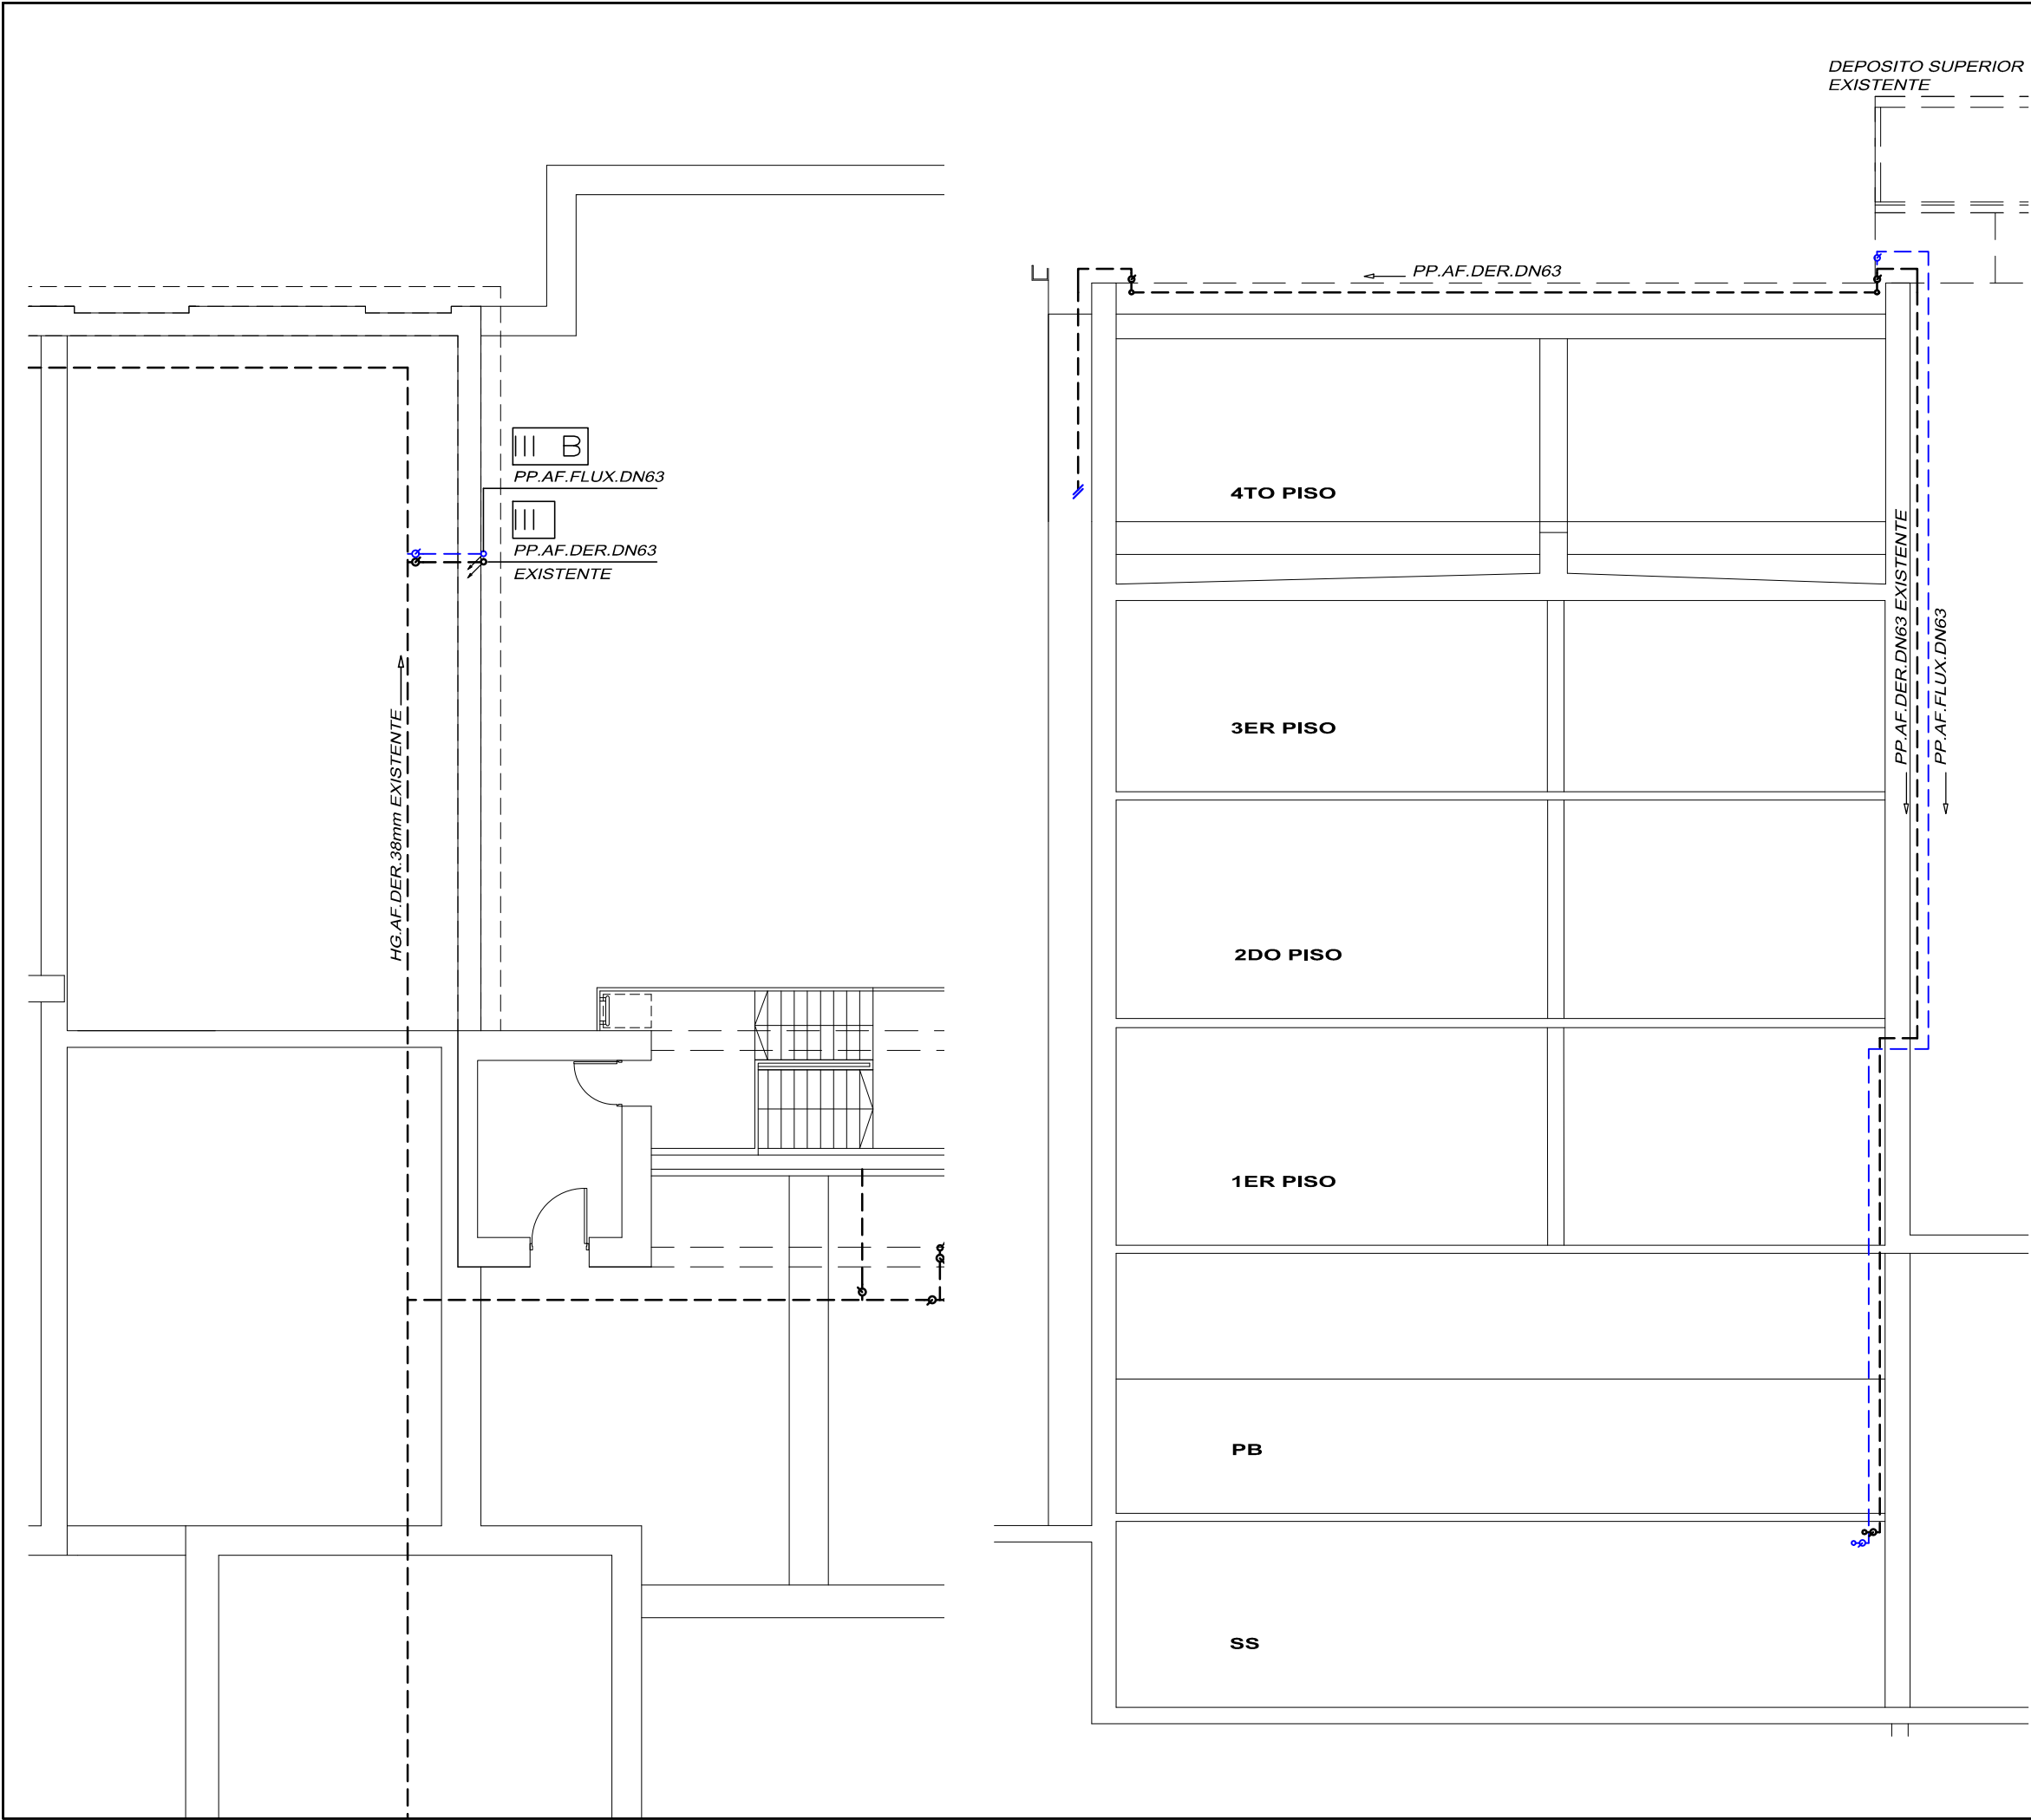 DEPOSITO SUPERIOR
EXISTENTE
PP.AF.DER.DN63
III B
PP.AF.FLUX.DN63
III
PP.AF.DER.DN63
EXISTENTE
HG.AF.DER.38mm EXISTENTE
4TO PISO
3ER PISO
2DO PISO
1ER PISO
PB
SS
PP.AF.DER.DN63 EXISTENTE
PP.AF.FLUX.DN63